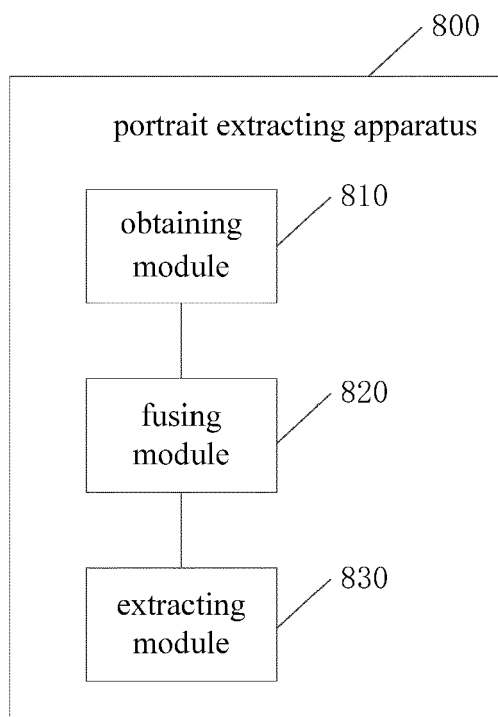 800
portrait extracting apparatus
810
obtaining
module
820
fusing
module
830
extracting
module